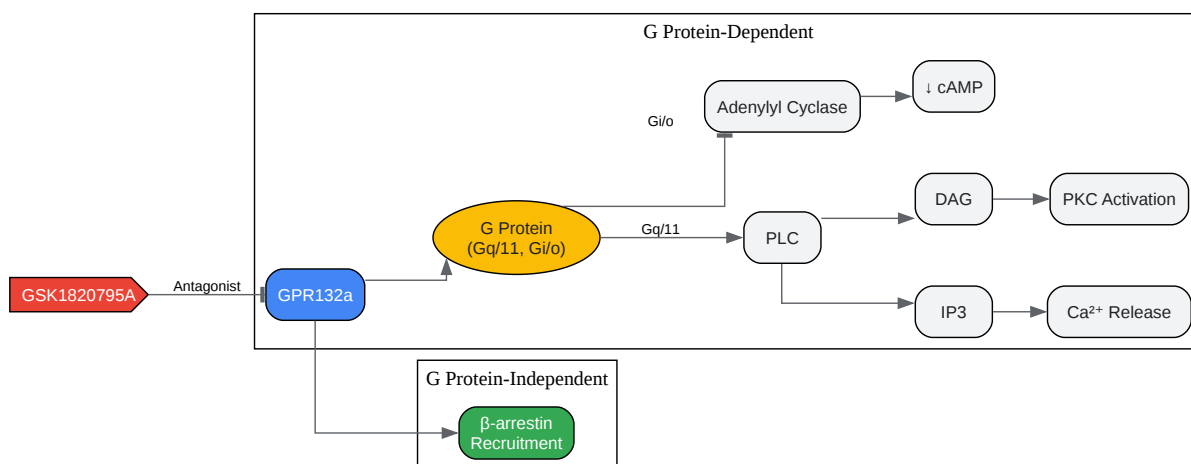 G Protein-Dependent
↓ cAMP
Adenylyl Cyclase
Gi/o
DAG
PKC Activation
G Protein
(Gq/11, Gi/o)
Gq/11
PLC
GSK1820795A
Antagonist
GPR132a
IP3
Ca²⁺ Release
G Protein-Independent
β-arrestin
Recruitment